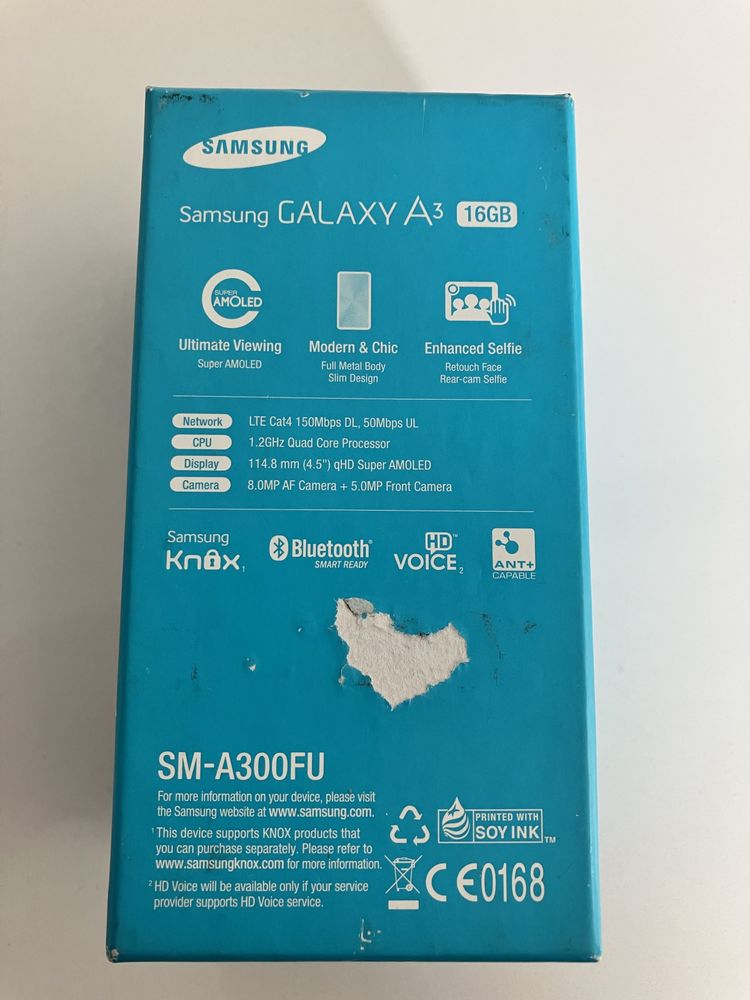 SAMSUNG
Samsung GALAXY A3 16GB
SUPER
AMOLED
Ultimate Viewing
Super AMOLED
Modern & Chic
Full Metal Body
Slim Design
Enhanced Selfie
Retouch Face
Rear-cam Selfie
Network LTE Cat4 150Mbps DL, 50Mbps UL
CPU 1.2GHz Quad Core Processor
Display 114.8 mm (4.5") qHD Super AMOLED
Camera 8.0MP AF Camera + 5.0MP Front Camera
Samsung
Knox1
Bluetooth®
SMART READY
HD™
VOICE2
ANT+
CAPABLE
SM-A300FU
For more information on your device, please visit
the Samsung website at www.samsung.com.
1 This device supports KNOX products that
you can purchase separately. Please refer to
www.samsungknox.com for more information.
2 HD Voice will be available only if your service
provider supports HD Voice service.
PRINTED WITH
SOY INK™
CE0168